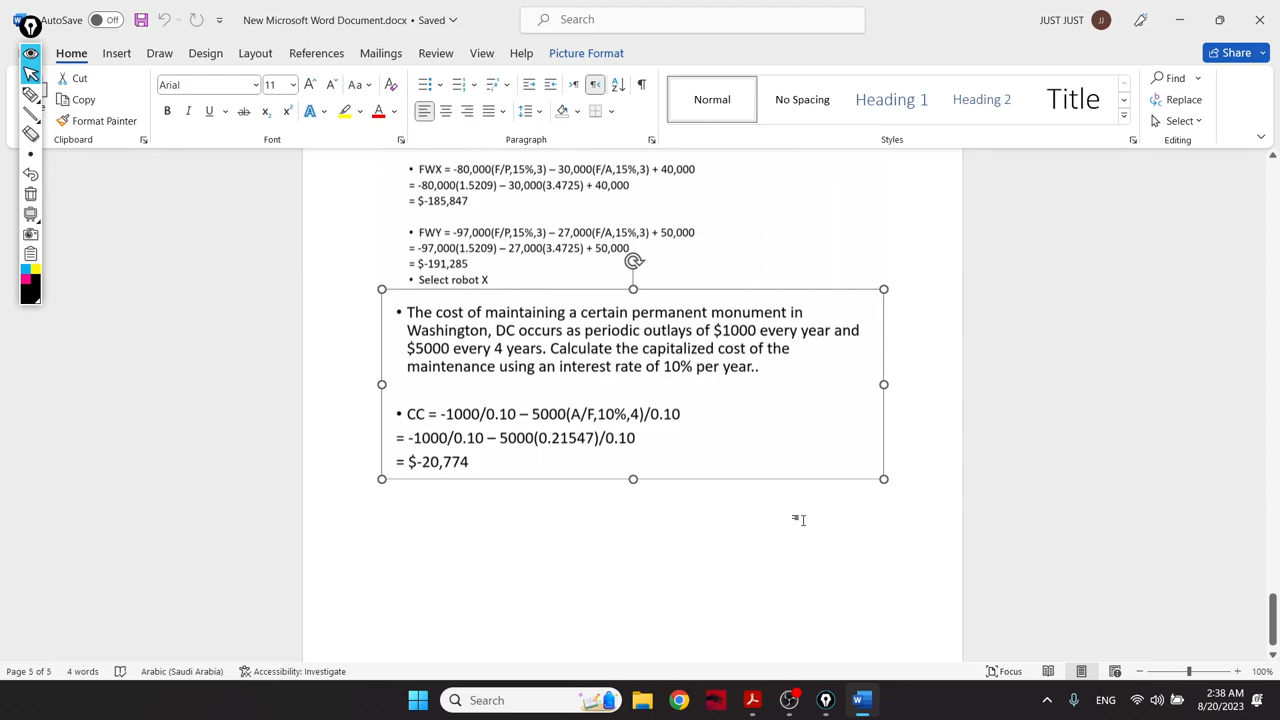 AutoSave Off New Microsoft Word Document.docx • Saved Search JUST JUST JJ
Home Insert Draw Design Layout References Mailings Review View Help Picture Format Share
Cut
Copy
Format Painter
Clipboard
Arial 11 Aa
B I U ab x₂ x² A A
Font
Paragraph
Normal No Spacing Heading 1 Heading 2 Title
Styles
Find
Replace
Select
Editing
• FWX = -80,000(F/P,15%,3) – 30,000(F/A,15%,3) + 40,000
= -80,000(1.5209) – 30,000(3.4725) + 40,000
= $-185,847
• FWY = -97,000(F/P,15%,3) – 27,000(F/A,15%,3) + 50,000
= -97,000(1.5209) – 27,000(3.4725) + 50,000
= $-191,285
• Select robot X
• The cost of maintaining a certain permanent monument in
Washington, DC occurs as periodic outlays of $1000 every year and
$5000 every 4 years. Calculate the capitalized cost of the
maintenance using an interest rate of 10% per year..
• CC = -1000/0.10 – 5000(A/F,10%,4)/0.10
= -1000/0.10 – 5000(0.21547)/0.10
= $-20,774
Page 5 of 5 4 words Arabic (Saudi Arabia) Accessibility: Investigate Focus 100%
Search ENG 2:38 AM
8/20/2023